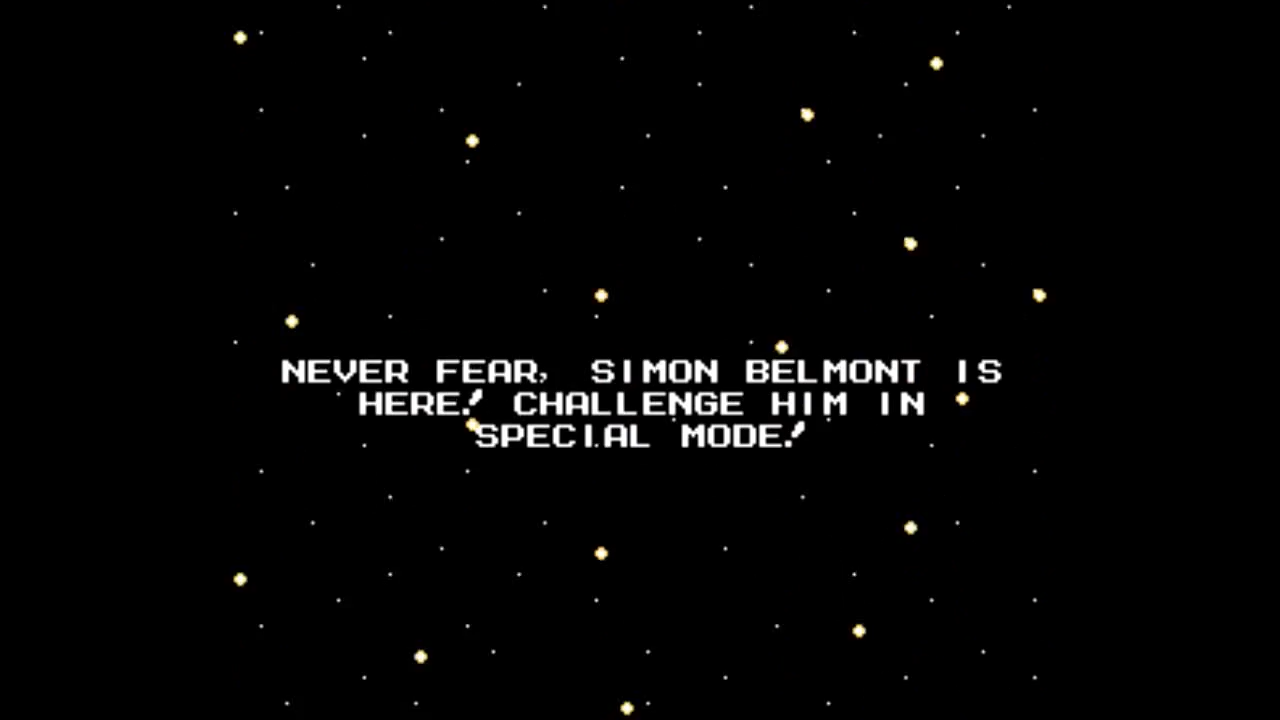 NEVER FEAR, SIMON BELMONT IS
HERE! CHALLENGE HIM IN
SPECIAL MODE!